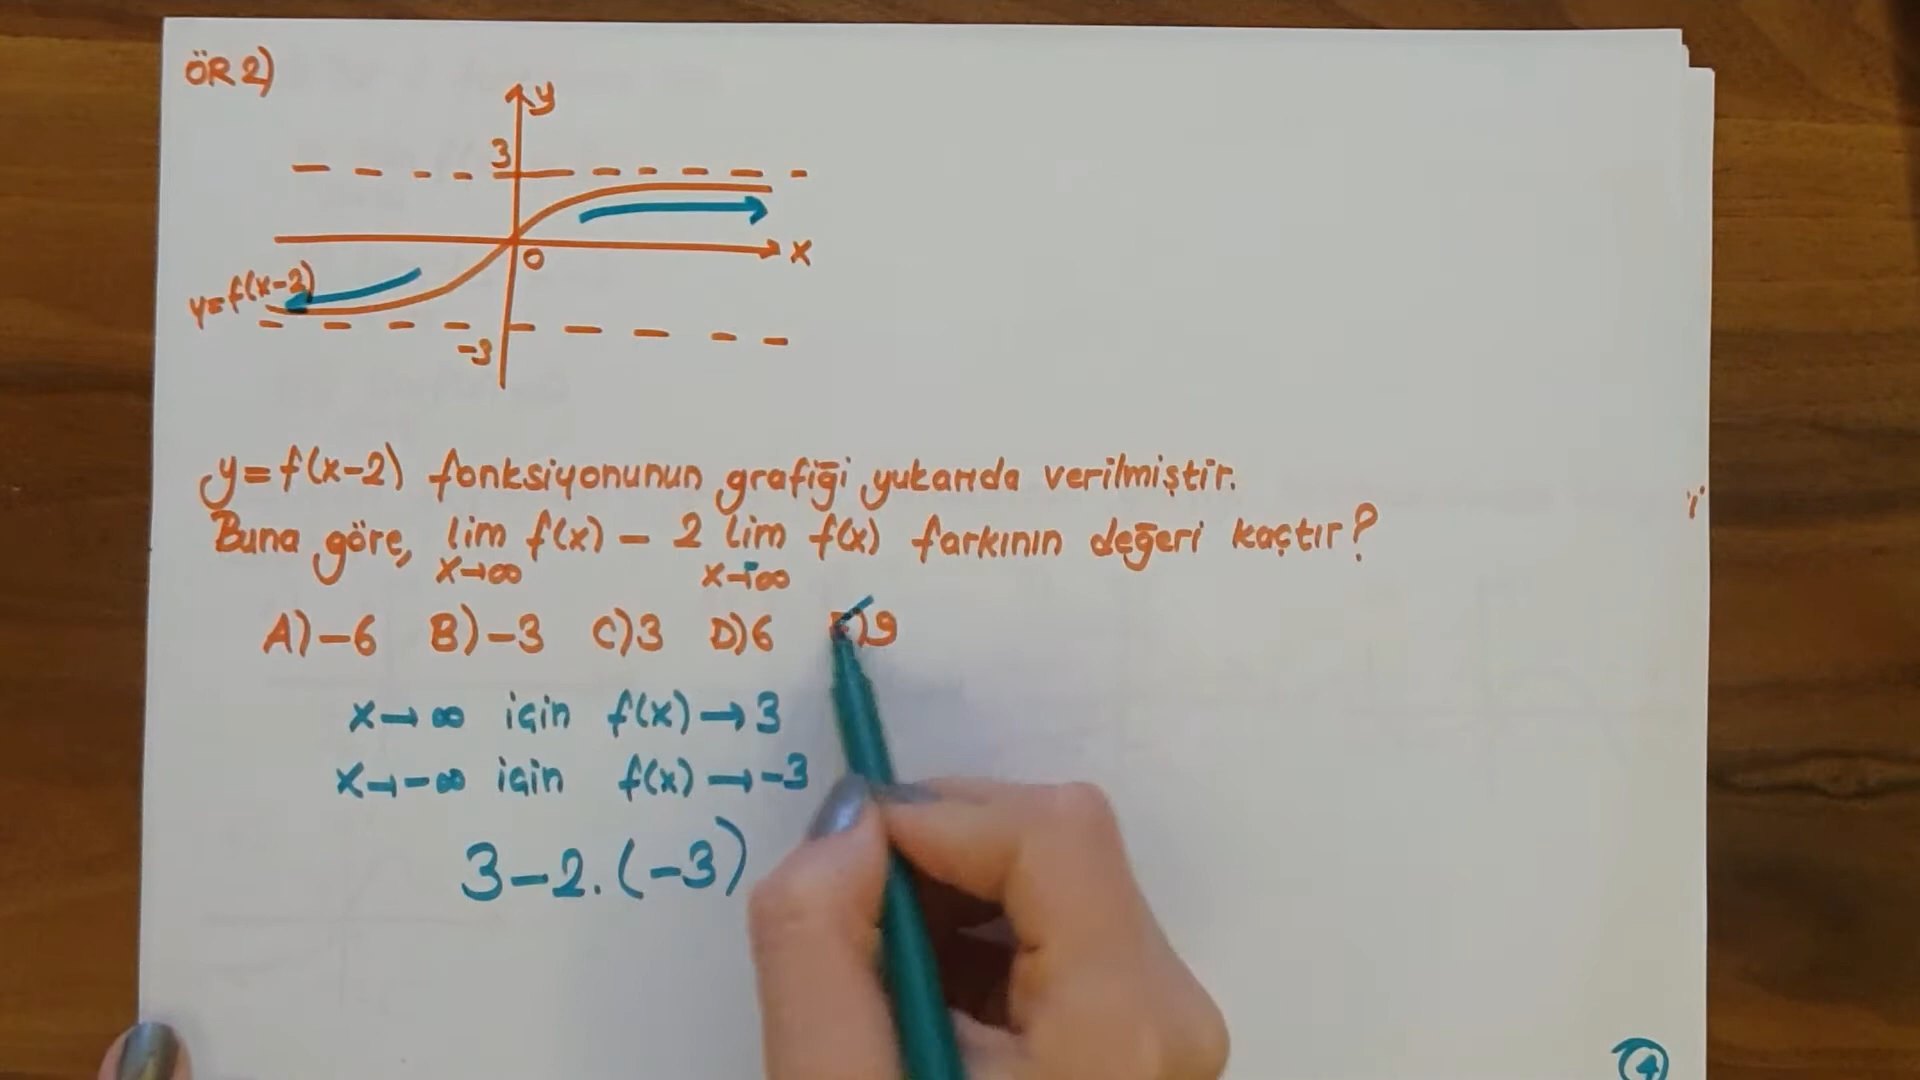 ÖR 2)
y
3
0
x
y=f(x-2)
-3
y=f(x-2) fonksiyonunun grafiği yukarıda verilmiştir.
Buna göre, lim f(x) - 2 lim f(x) farkının değeri kaçtır?
x→∞ x→-∞
A)-6 B)-3 C)3 D)6 E)9
x→∞ için f(x)→3
x→-∞ için f(x)→-3
3-2.(-3)
4